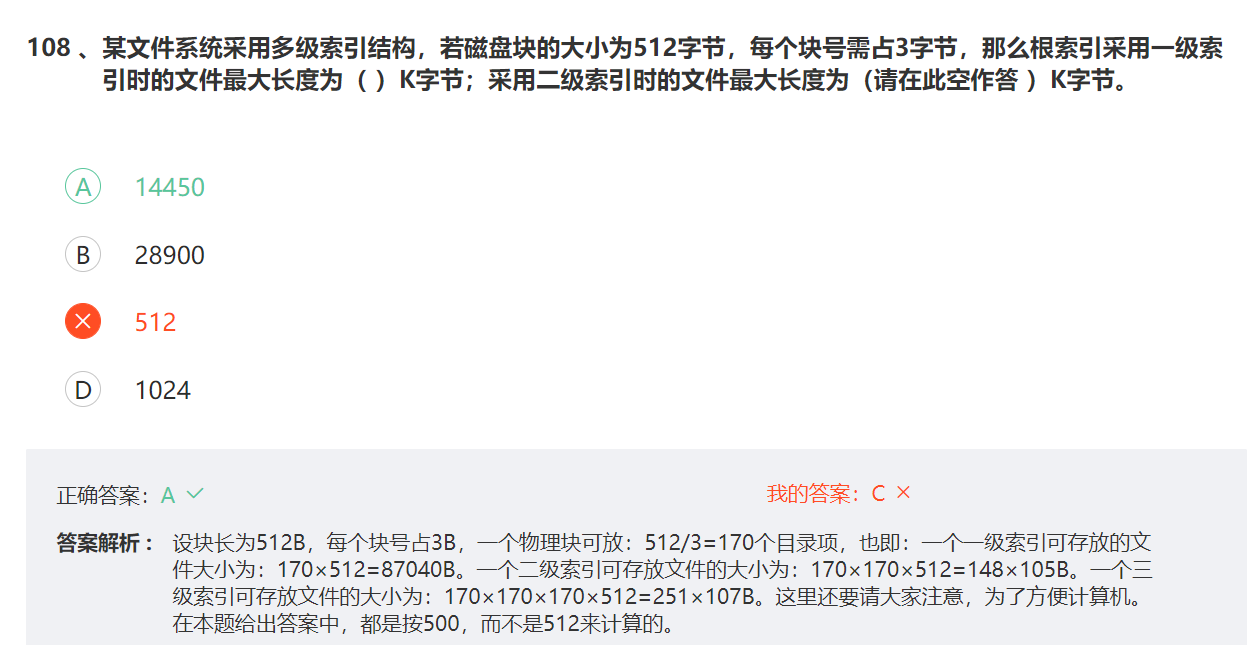 108 、某文件系统采用多级索引结构，若磁盘块的大小为512字节，每个块号需占3字节，那么根索引采用一级索
引时的文件最大长度为（ ）K字节；采用二级索引时的文件最大长度为（请在此空作答 ）K字节。
A 14450
B 28900
512
D 1024
正确答案：A 我的答案：C ×
答案解析： 设块长为512B，每个块号占3B，一个物理块可放：512/3=170个目录项，也即：一个一级索引可存放的文
件大小为：170×512=87040B。一个二级索引可存放文件的大小为：170×170×512=148×105B。一个三
级索引可存放文件的大小为：170×170×170×512=251×107B。这里还要请大家注意，为了方便计算机。
在本题给出答案中，都是按500，而不是512来计算的。